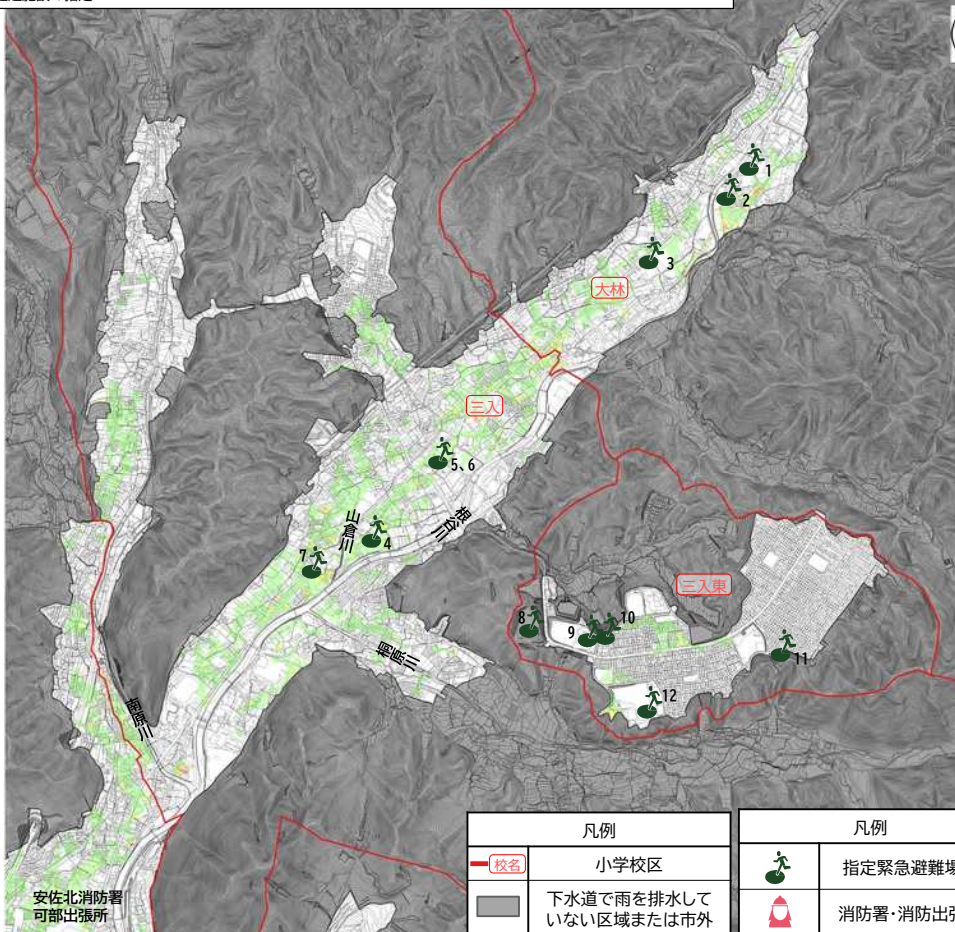 1
2
3
大林
三入
5、6
三倉山
根谷川
4
7
三入東
8
9
10
11
桐原川
12
南原川
安佐北消防署
可部出張所
凡例
校名
小学校区
下水道で雨を排水して
いない区域または市外
凡例
指定緊急避難場
消防署・消防出張